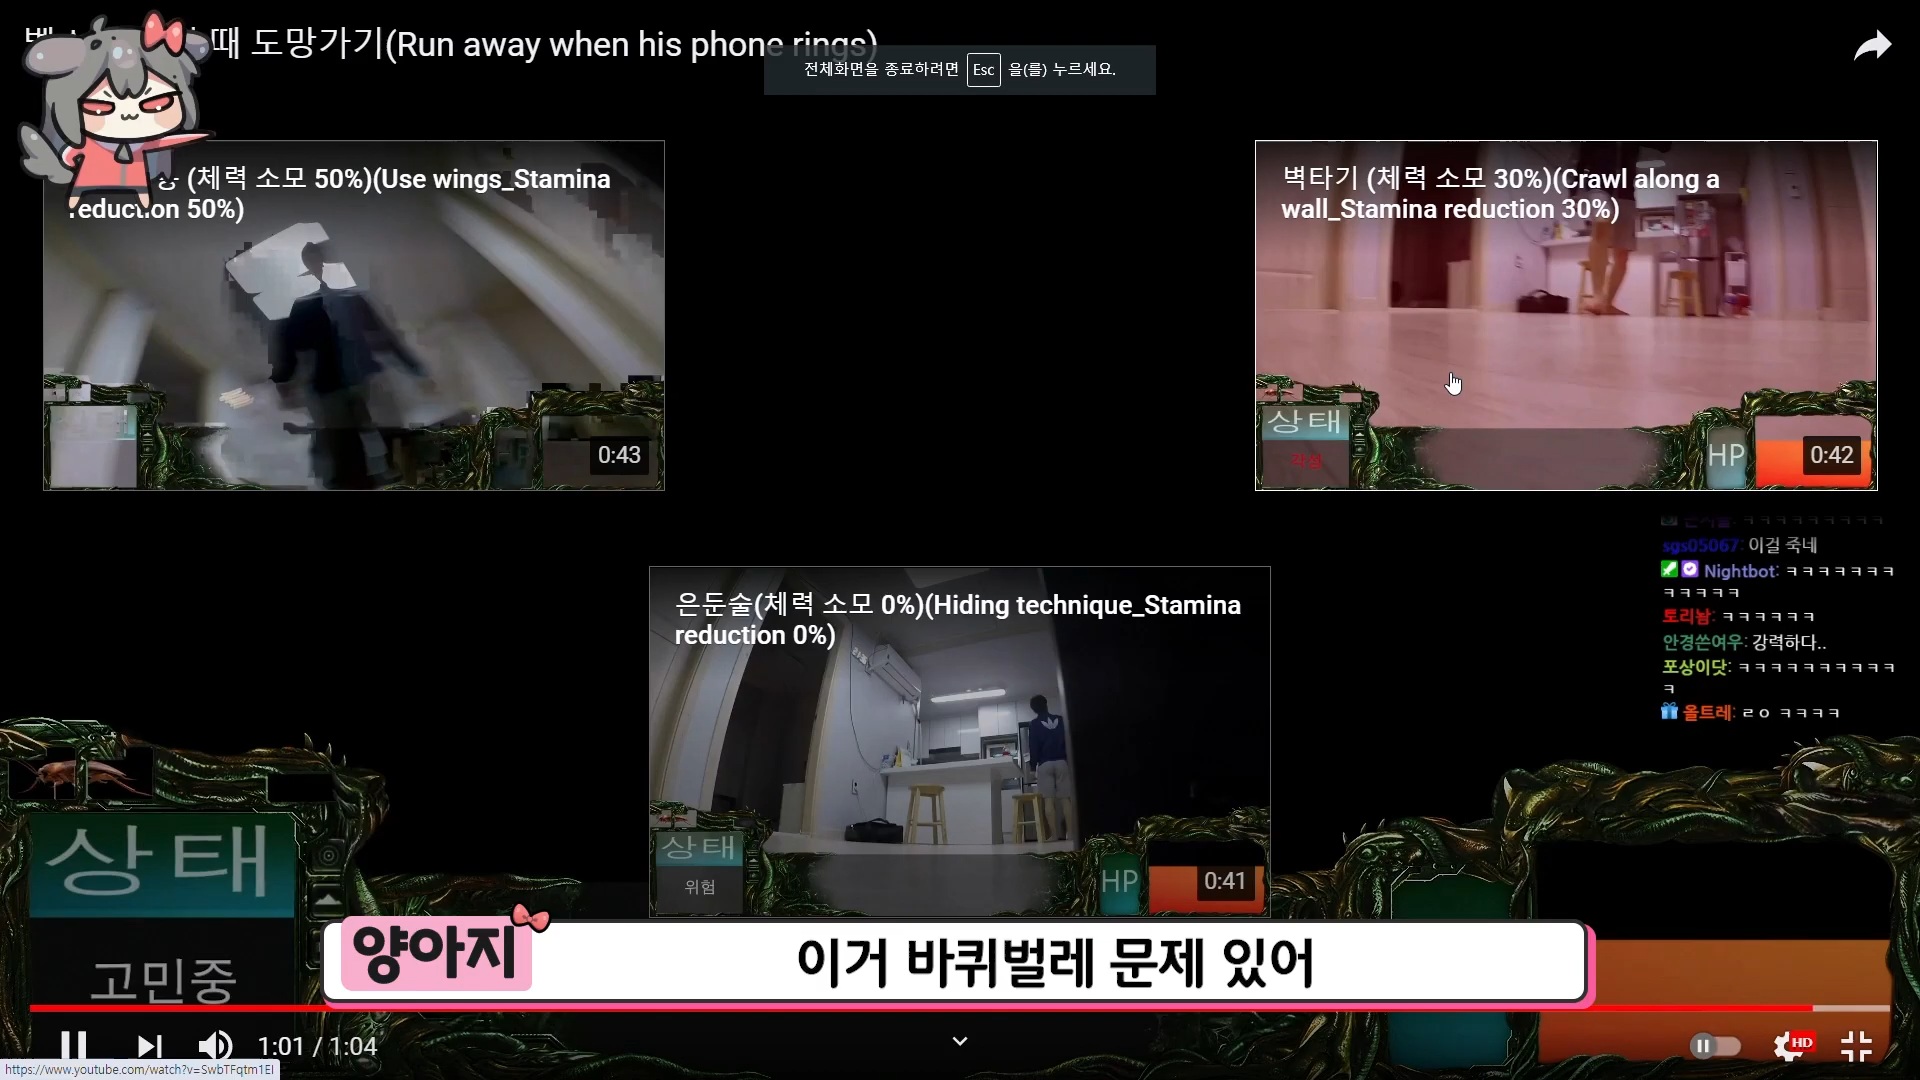 때 도망가기(Run away when his phone rings)
전체화면을 종료하려면 Esc 을(를) 누르세요.
(체력 소모 50%)(Use wings_Stamina
reduction 50%)
0:43
벽타기 (체력 소모 30%)(Crawl along a
wall_Stamina reduction 30%)
상태
각성
HP
0:42
은둔술(체력 소모 0%)(Hiding technique_Stamina
reduction 0%)
상태
위험
HP
0:41
sgs05067: 이걸 죽네
Nightbot: ㅋㅋㅋㅋㅋㅋㅋ
ㅋㅋㅋㅋㅋ
토리놤: ㅋㅋㅋㅋㅋㅋ
안경쓴여우: 강력하다..
포상이닷: ㅋㅋㅋㅋㅋㅋㅋㅋㅋㅋ
ㅋ
올트레: ㄹㅇ ㅋㅋㅋㅋ
상태
고민중
양아지
이거 바퀴벌레 문제 있어
1:01 / 1:04
HD
https://www.youtube.com/watch?v=SwbTFqtm1EI